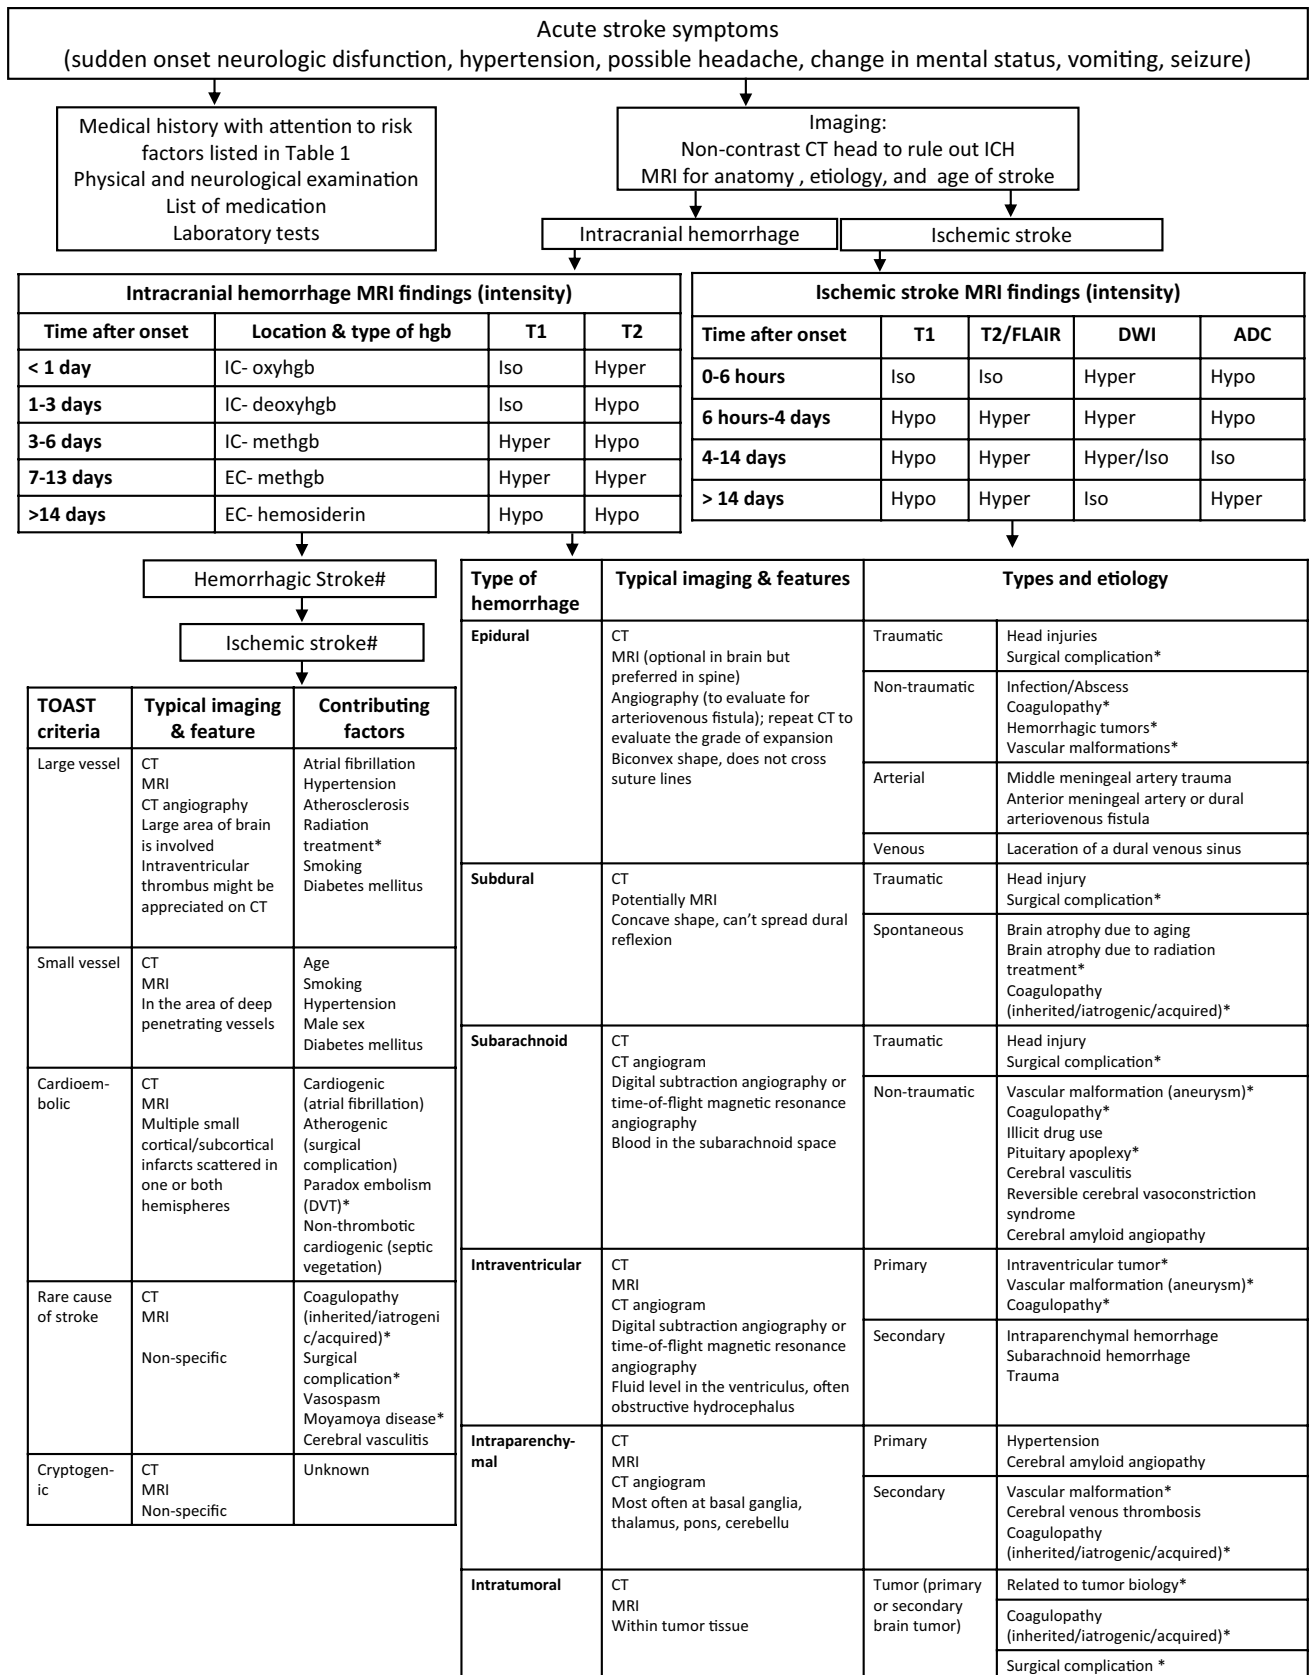 Acute stroke symptoms
(sudden onset neurologic disfunction, hypertension, possible headache, change in mental status, vomiting, seizure)
Medical history with attention to risk
factors listed in Table 1
Physical and neurological examination
List of medication
Laboratory tests
Imaging:
Non-contrast CT head to rule out ICH
MRI for anatomy , etiology, and age of stroke
Intracranial hemorrhage
Ischemic stroke
Intracranial hemorrhage MRI findings (intensity)
Time after onset Location & type of hgb T1 T2
< 1 day IC- oxyhgb Iso Hyper
1-3 days IC- deoxyhgb Iso Hypo
3-6 days IC- methgb Hyper Hypo
7-13 days EC- methgb Hyper Hyper
>14 days EC- hemosiderin Hypo Hypo
Ischemic stroke MRI findings (intensity)
Time after onset T1 T2/FLAIR DWI ADC
0-6 hours Iso Iso Hyper Hypo
6 hours-4 days Hypo Hyper Hyper Hypo
4-14 days Hypo Hyper Hyper/Iso Iso
> 14 days Hypo Hyper Iso Hyper
Hemorrhagic Stroke#
Ischemic stroke#
TOAST
criteria
Typical imaging
& feature
Contributing
factors
Large vessel
CT
MRI
CT angiography
Large area of brain
is involved
Intraventricular
thrombus might be
appreciated on CT
Atrial fibrillation
Hypertension
Atherosclerosis
Radiation
treatment*
Smoking
Diabetes mellitus
Small vessel
CT
MRI
In the area of deep
penetrating vessels
Age
Smoking
Hypertension
Male sex
Diabetes mellitus
Cardioem-
bolic
CT
MRI
Multiple small
cortical/subcortical
infarcts scattered in
one or both
hemispheres
Cardiogenic
(atrial fibrillation)
Atherogenic
(surgical
complication)
Paradox embolism
(DVT)*
Non-thrombotic
cardiogenic (septic
vegetation)
Rare cause
of stroke
CT
MRI
Non-specific
Coagulopathy
(inherited/iatrogeni
c/acquired)*
Surgical
complication*
Vasospasm
Moyamoya disease*
Cerebral vasculitis
Cryptogen-
ic
CT
MRI
Non-specific
Unknown
Type of
hemorrhage
Typical imaging & features
Types and etiology
Epidural
CT
MRI (optional in brain but
preferred in spine)
Angiography (to evaluate for
arteriovenous fistula); repeat CT to
evaluate the grade of expansion
Biconvex shape, does not cross
suture lines
Traumatic
Head injuries
Surgical complication*
Non-traumatic
Infection/Abscess
Coagulopathy*
Hemorrhagic tumors*
Vascular malformations*
Arterial
Middle meningeal artery trauma
Anterior meningeal artery or dural
arteriovenous fistula
Venous
Laceration of a dural venous sinus
Subdural
CT
Potentially MRI
Concave shape, can't spread dural
reflexion
Traumatic
Head injury
Surgical complication*
Spontaneous
Brain atrophy due to aging
Brain atrophy due to radiation
treatment*
Coagulopathy
(inherited/iatrogenic/acquired)*
Subarachnoid
CT
CT angiogram
Digital subtraction angiography or
time-of-flight magnetic resonance
angiography
Blood in the subarachnoid space
Traumatic
Head injury
Surgical complication*
Non-traumatic
Vascular malformation (aneurysm)*
Coagulopathy*
Illicit drug use
Pituitary apoplexy*
Cerebral vasculitis
Reversible cerebral vasoconstriction
syndrome
Cerebral amyloid angiopathy
Intraventricular
CT
MRI
CT angiogram
Digital subtraction angiography or
time-of-flight magnetic resonance
angiography
Fluid level in the ventriculus, often
obstructive hydrocephalus
Primary
Intraventricular tumor*
Vascular malformation (aneurysm)*
Coagulopathy*
Secondary
Intraparenchymal hemorrhage
Subarachnoid hemorrhage
Trauma
Intraparenchy-
mal
CT
MRI
CT angiogram
Most often at basal ganglia,
thalamus, pons, cerebellu
Primary
Hypertension
Cerebral amyloid angiopathy
Secondary
Vascular malformation*
Cerebral venous thrombosis
Coagulopathy
(inherited/iatrogenic/acquired)*
Intratumoral
CT
MRI
Within tumor tissue
Tumor (primary
or secondary
brain tumor)
Related to tumor biology*
Coagulopathy
(inherited/iatrogenic/acquired)*
Surgical complication *